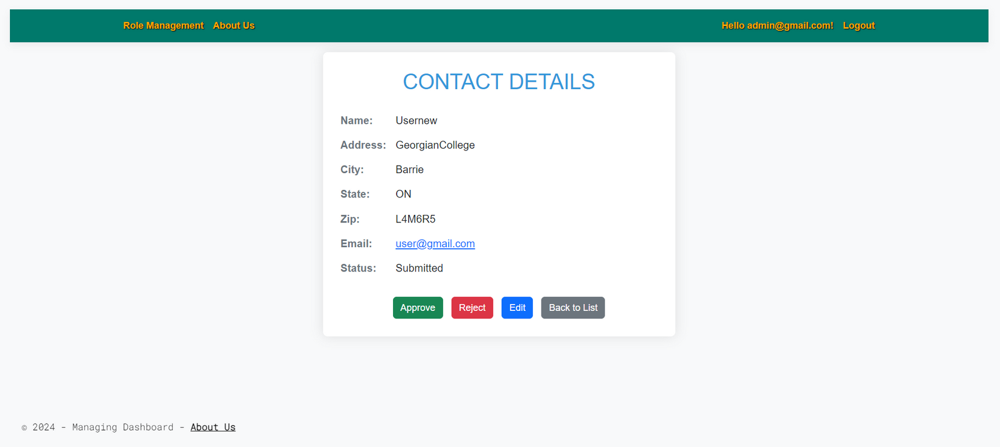 Role Management About Us Hello admin@gmail.com! Logout
CONTACT DETAILS
Name: Usernew
Address: GeorgianCollege
City: Barrie
State: ON
Zip: L4M6R5
Email: user@gmail.com
Status: Submitted
Approve Reject Edit Back to List
© 2024 - Managing Dashboard - About Us